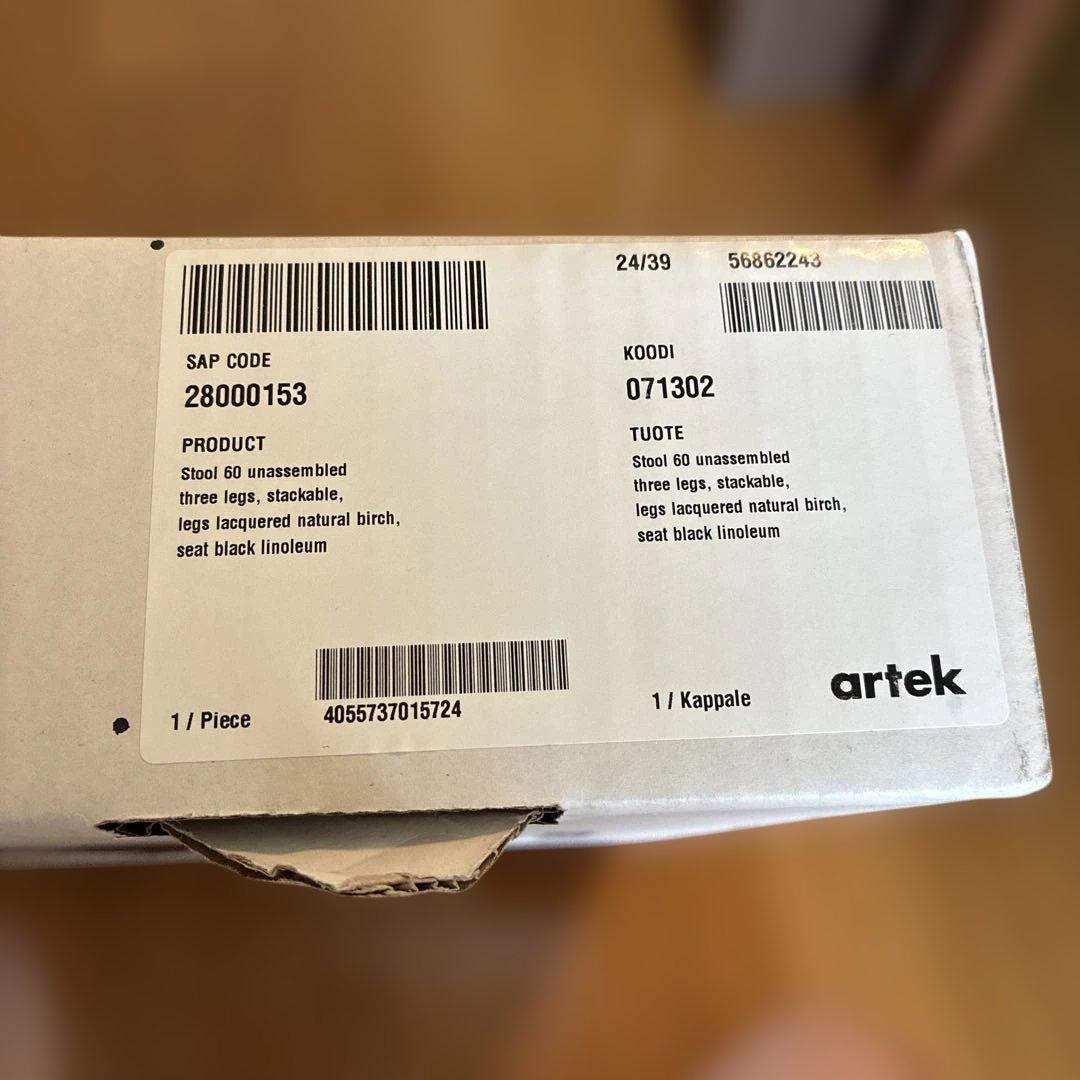 24/39 56862243
SAP CODE
28000153
PRODUCT
Stool 60 unassembled
three legs, stackable,
legs lacquered natural birch,
seat black linoleum
KOODI
071302
TUOTE
Stool 60 unassembled
three legs, stackable,
legs lacquered natural birch,
seat black linoleum
1 / Piece
4055737015724
1 / Kappale
artek